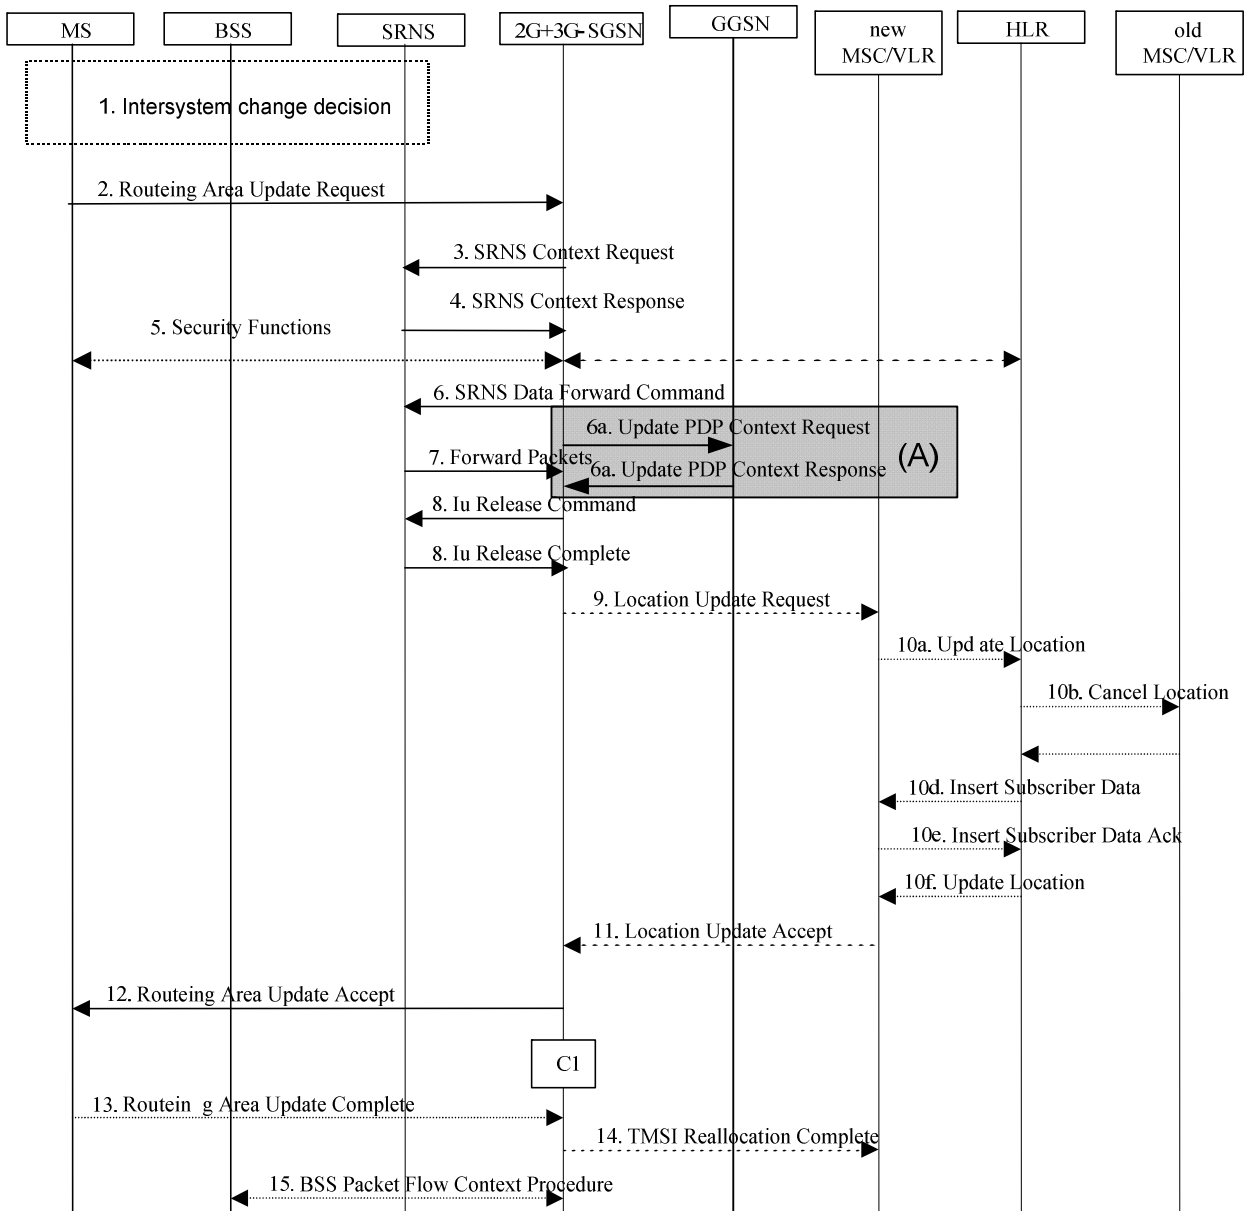 MS
BSS
SRNS
2G+3G-SGSN
GGSN
new
MSC/VLR
HLR
old
MSC/VLR
1. Intersystem change decision
2. Routeing Area Update Request
3. SRNS Context Request
4. SRNS Context Response
5. Security Functions
6. SRNS Data Forward Command
6a. Update PDP Context Request
(A)
7. Forward Packets
6a. Update PDP Context Response
8. Iu Release Command
8. Iu Release Complete
9. Location Update Request
10a. Upd ate Location
10b. Cancel Location
10d. Insert Subscriber Data
10e. Insert Subscriber Data Ack
10f. Update Location
11. Location Update Accept
12. Routeing Area Update Accept
C1
13. Routein g Area Update Complete
14. TMSI Reallocation Complete
15. BSS Packet Flow Context Procedure